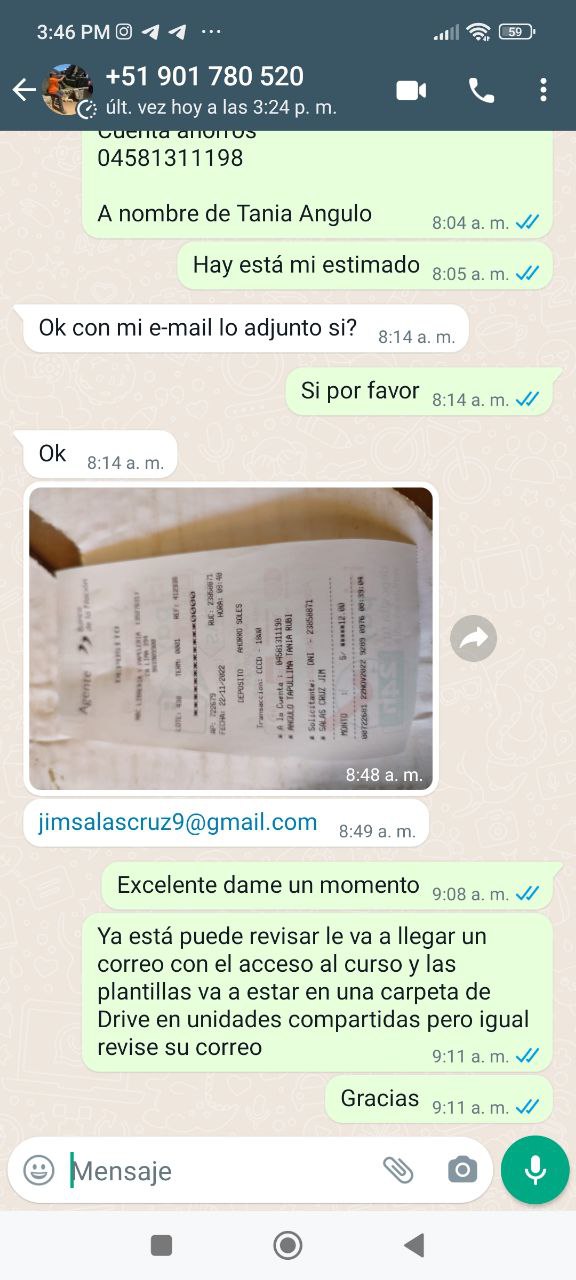 3:46 PM
59
+51 901 780 520
últ. vez hoy a las 3:24 p. m.
Cuenta ahorros
04581311198
A nombre de Tania Angulo
8:04 a. m.
Hay está mi estimado
8:05 a. m.
Ok con mi e-mail lo adjunto si?
8:14 a. m.
Si por favor
8:14 a. m.
Ok
8:14 a. m.
Agente Banco
de la Nación
DEPOSITO
FECHA: 22/11/2022 HORA: 08:40
DEPOSITO AHORRO SOLES
* A la Cuenta : 04581311198
* ANGULO TAPULLIMA TANIA RUBI
* Solicitante: DNI - 23858071
* SALAS CRUZ JIM
MONTO : S/ *****12.00
8:48 a. m.
jimsalascruz9@gmail.com
8:49 a. m.
Excelente dame un momento
9:08 a. m.
Ya está puede revisar le va a llegar un
correo con el acceso al curso y las
plantillas va a estar en una carpeta de
Drive en unidades compartidas pero igual
revise su correo
9:11 a. m.
Gracias
9:11 a. m.
Mensaje